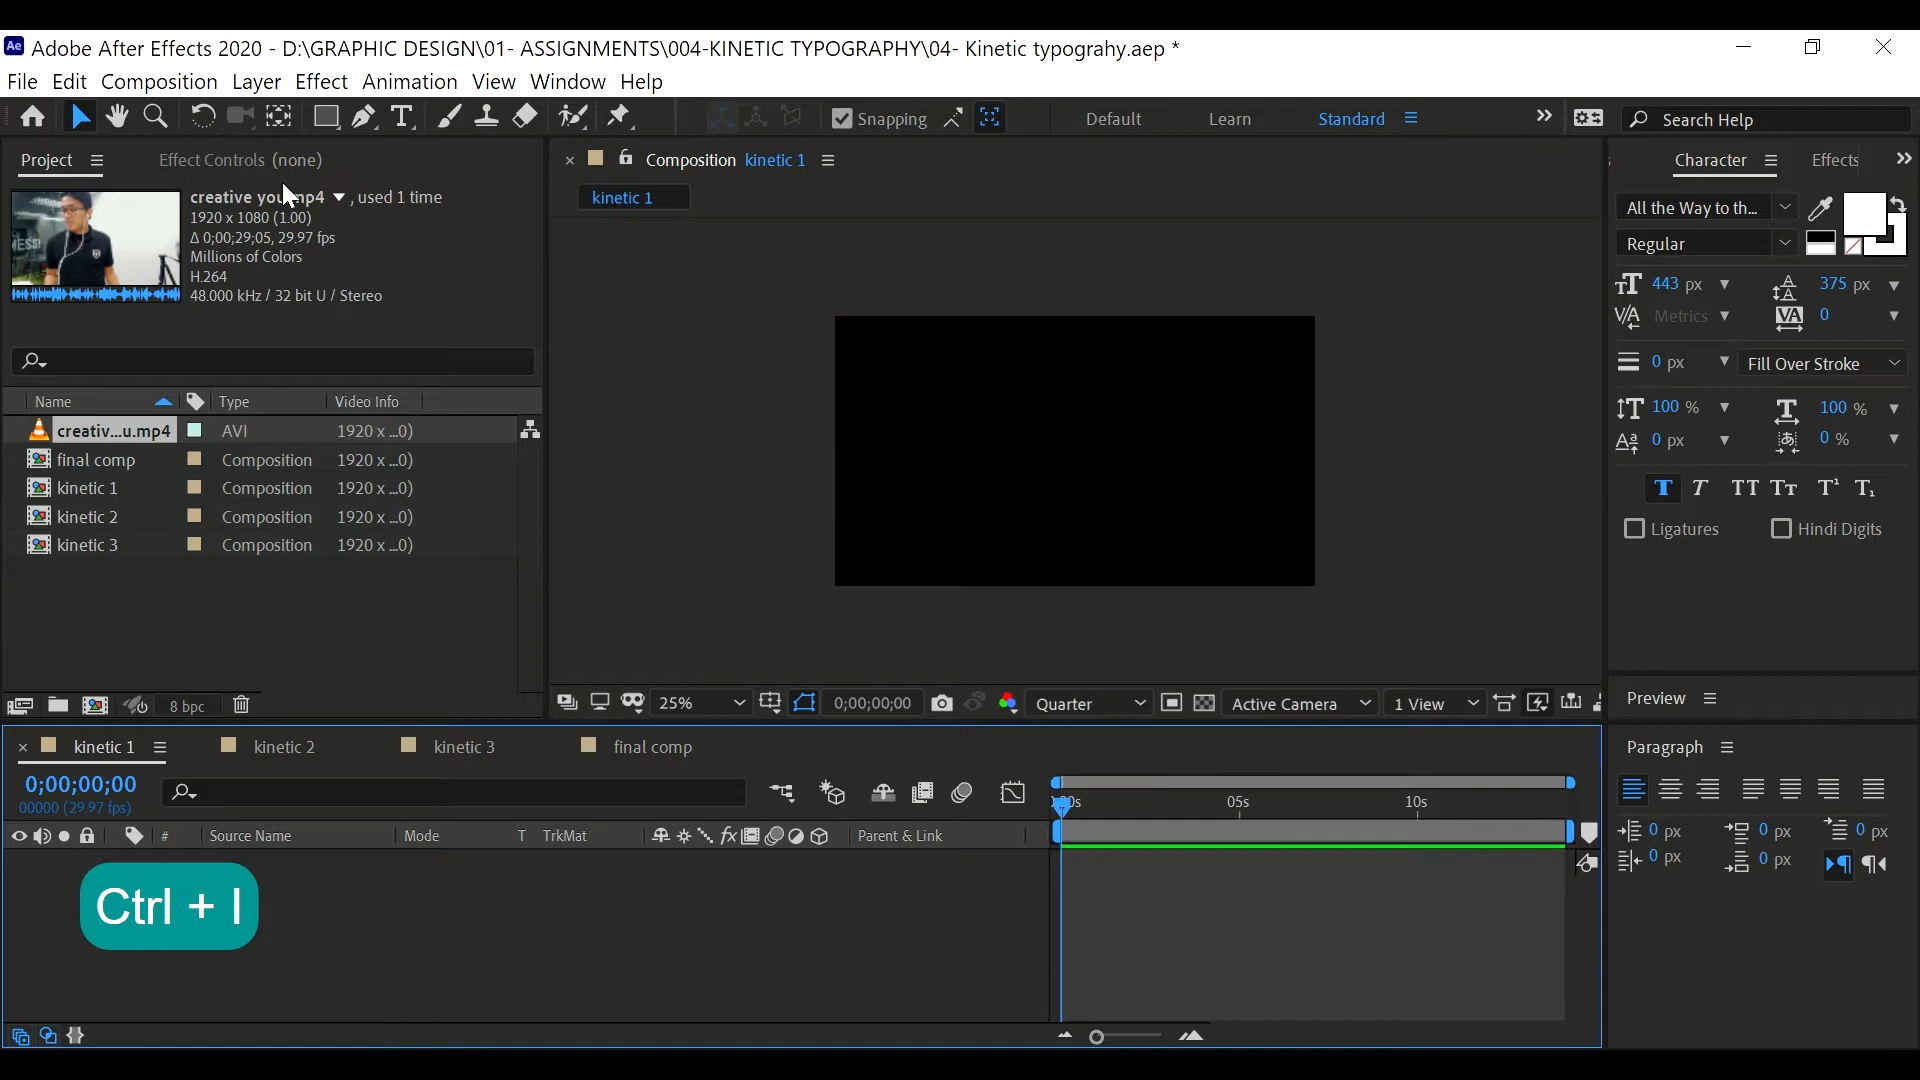 Adobe After Effects 2020 - D:\GRAPHIC DESIGN\01- ASSIGNMENTS\004-KINETIC TYPOGRAPHY\04- Kinetic typograhy.aep *
File Edit Composition Layer Effect Animation View Window Help
Snapping Default Learn Standard Search Help
Project Effect Controls (none)
, used 1 time
1920 x 1080 (1.00)
Δ 0;00;29;05, 29.97 fps
Millions of Colors
H.264
48.000 kHz / 32 bit U / Stereo
Name Type Video Info
creativ...u.mp4 AVI 1920 x ...0)
final comp Composition 1920 x ...0)
kinetic 1 Composition 1920 x ...0)
kinetic 2 Composition 1920 x ...0)
kinetic 3 Composition 1920 x ...0)
8 bpc
Composition kinetic 1
kinetic 1
25% 0;00;00;00 Quarter Active Camera 1 View
Character Effects
All the Way to th...
Regular
443 px 375 px
Metrics 0
0 px Fill Over Stroke
100 % 100 %
0 px 0 %
Ligatures Hindi Digits
Preview
Paragraph
0 px 0 px 0 px
0 px 0 px
kinetic 1 kinetic 2 kinetic 3 final comp
0;00;00;00
00000 (29.97 fps)
05s 10s
# Source Name Mode T TrkMat Parent & Link
Ctrl + I